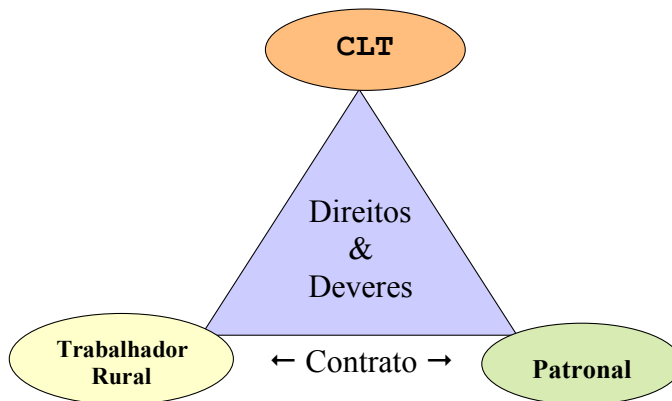 CLT
Direitos
&
Deveres
Trabalhador
Rural
← Contrato →
Patronal